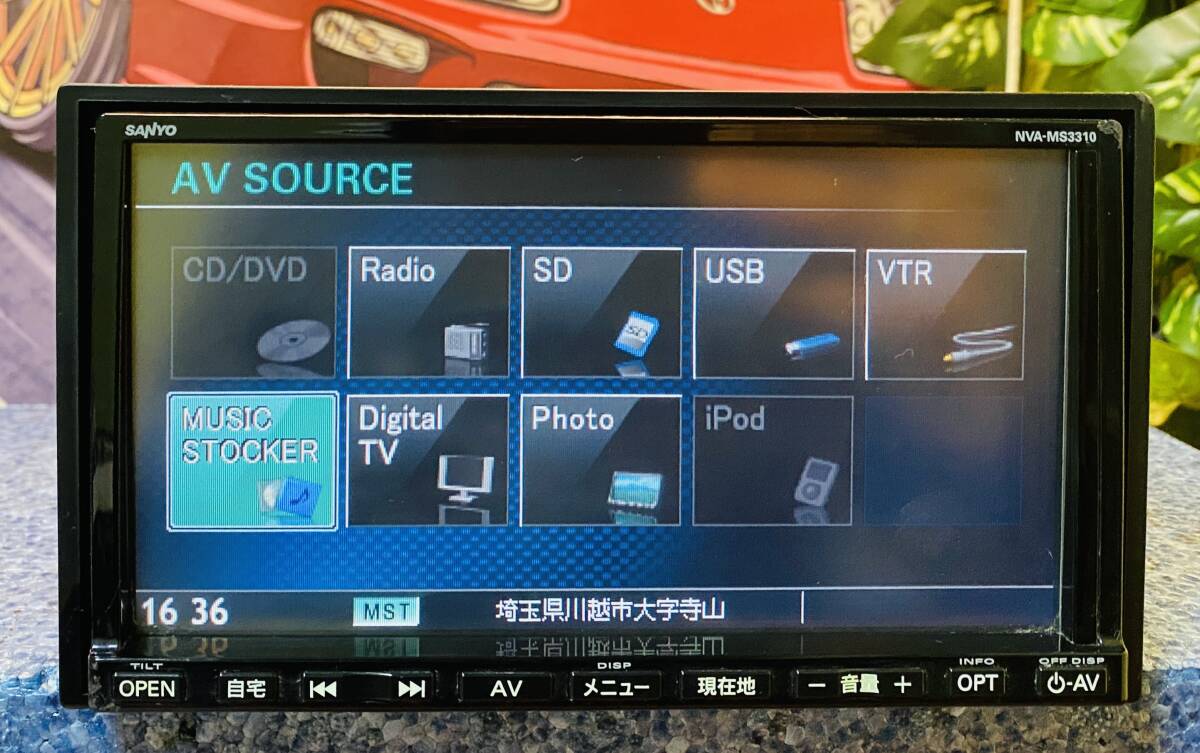 SANYO
NVA-MS3310
AV SOURCE
CD/DVD
Radio
SD
USB
VTR
MUSIC
STOCKER
Digital
TV
Photo
iPod
16 36
MST
埼玉県川越市大字寺山
TILT
DISP
INFO
OFF DISP
OPEN
自宅
AV
メニュー
現在地
− 音量 +
OPT
⏻-AV